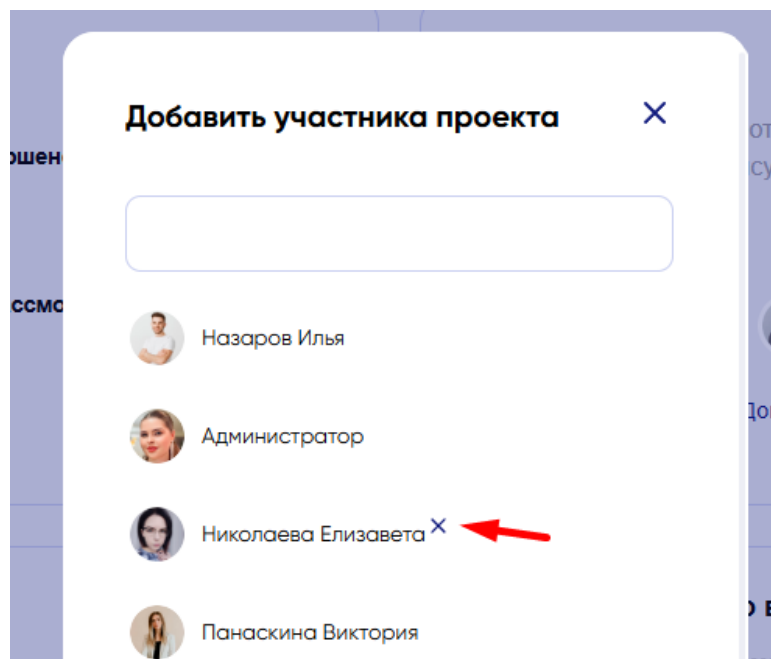 Добавить участника проекта
Назаров Илья
Администратор
Николаева Елизавета
Панаскина Виктория